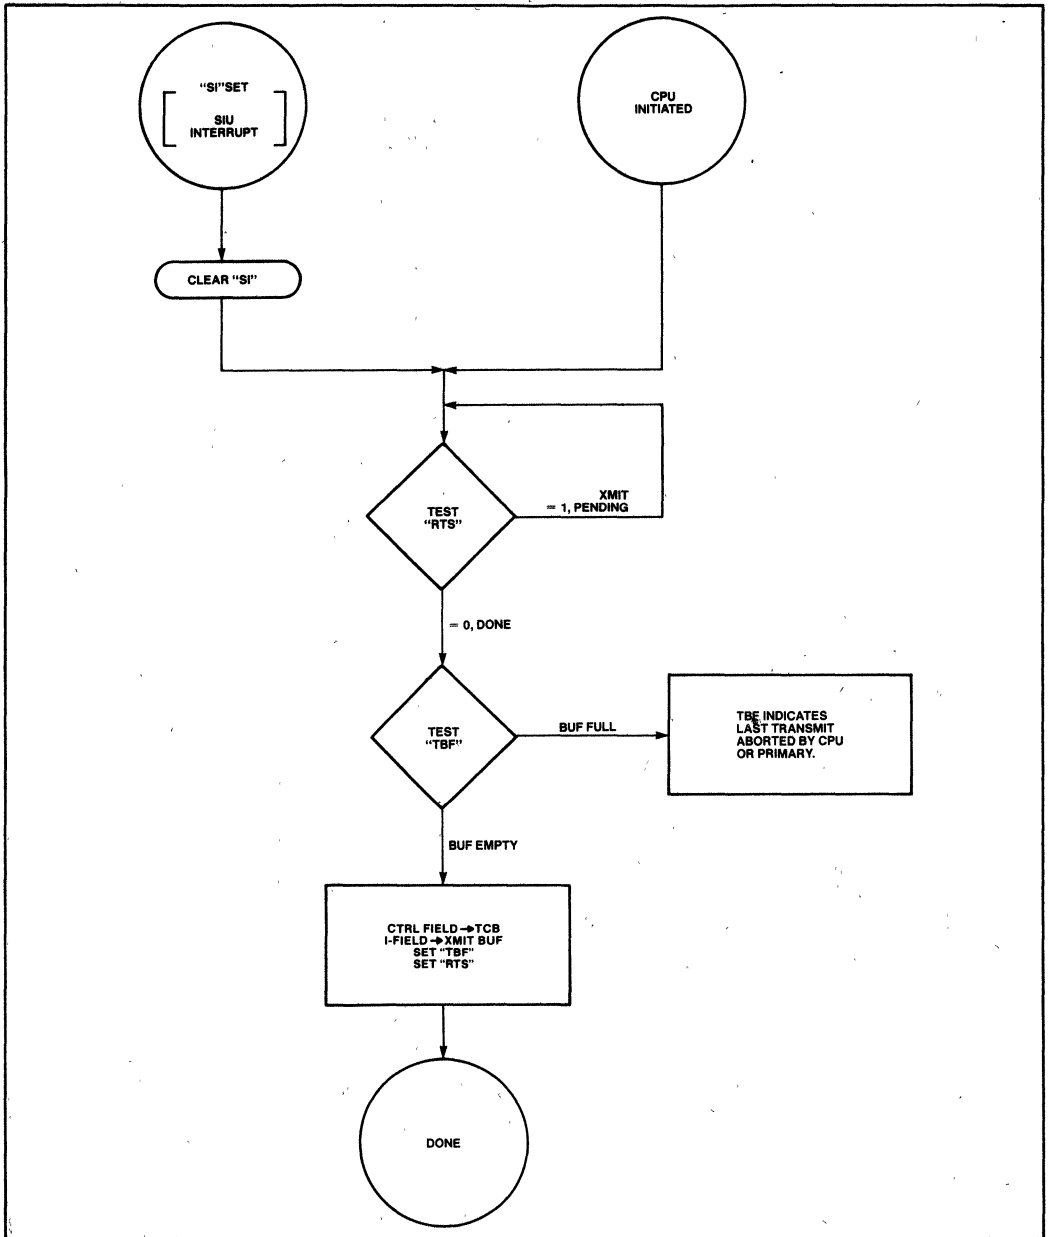 "SI" SET
SIU
INTERRUPT
CPU
INITIATED
CLEAR "SI"
XMIT
= 1, PENDING
TEST
"RTS"
= 0, DONE
TEST
"TBF"
BUF FULL
TBF INDICATES
LAST TRANSMIT
ABORTED BY CPU
OR PRIMARY.
BUF EMPTY
CTRL FIELD → TCB
I-FIELD → XMIT BUF
SET "TBF"
SET "RTS"
DONE